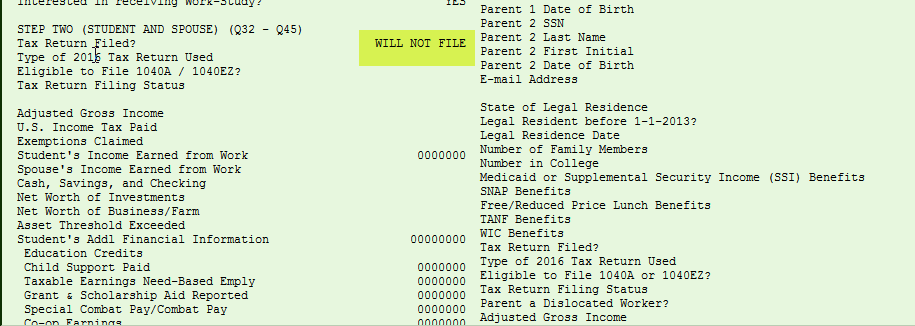 Interested in receiving Work-Study? YES
STEP TWO (STUDENT AND SPOUSE) (Q32 - Q45)
Tax Return Filed? WILL NOT FILE
Type of 2016 Tax Return Used
Eligible to File 1040A / 1040EZ?
Tax Return Filing Status
Adjusted Gross Income
U.S. Income Tax Paid
Exemptions Claimed
Student's Income Earned from Work 0000000
Spouse's Income Earned from Work
Cash, Savings, and Checking
Net Worth of Investments
Net Worth of Business/Farm
Asset Threshold Exceeded
Student's Addl Financial Information 00000000
Education Credits
Child Support Paid 0000000
Taxable Earnings Need-Based Emply 0000000
Grant & Scholarship Aid Reported 0000000
Special Combat Pay/Combat Pay 0000000
Co-op Earnings 0000000
Parent 1 Date of Birth
Parent 2 SSN
Parent 2 Last Name
Parent 2 First Initial
Parent 2 Date of Birth
E-mail Address
State of Legal Residence
Legal Resident before 1-1-2013?
Legal Residence Date
Number of Family Members
Number in College
Medicaid or Supplemental Security Income (SSI) Benefits
SNAP Benefits
Free/Reduced Price Lunch Benefits
TANF Benefits
WIC Benefits
Tax Return Filed?
Type of 2016 Tax Return Used
Eligible to File 1040A or 1040EZ?
Tax Return Filing Status
Parent a Dislocated Worker?
Adjusted Gross Income